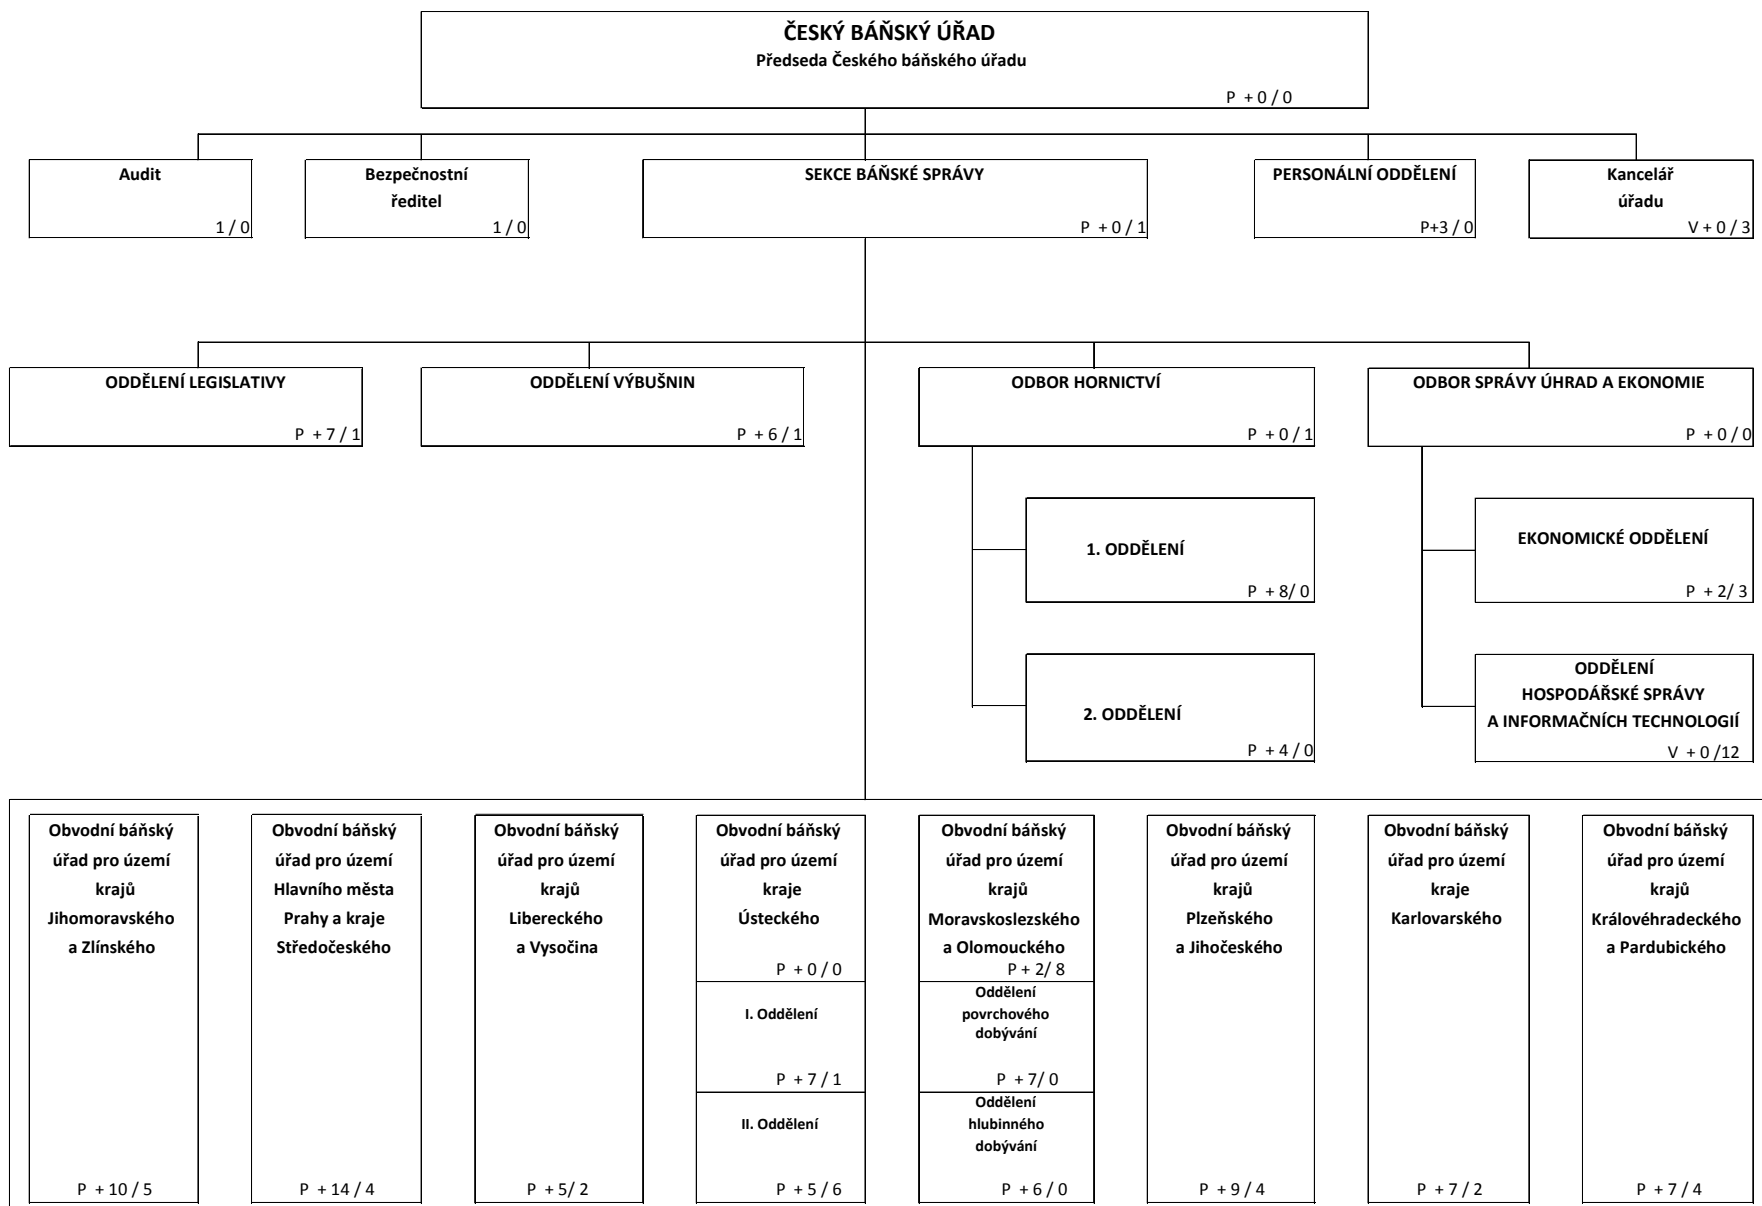 ČESKÝ BÁŇSKÝ ÚŘAD
Předseda Českého báňského úřadu
P + 0 / 0
Audit
1 / 0
Bezpečnostní
ředitel
1 / 0
SEKCE BÁŇSKÉ SPRÁVY
P + 0 / 1
PERSONÁLNÍ ODDĚLENÍ
P+3 / 0
Kancelář
úřadu
V + 0 / 3
ODDĚLENÍ LEGISLATIVY
P + 7 / 1
ODDĚLENÍ VÝBUŠNIN
P + 6 / 1
ODBOR HORNICTVÍ
P + 0 / 1
ODBOR SPRÁVY ÚHRAD A EKONOMIE
P + 0 / 0
1. ODDĚLENÍ
P + 8/ 0
EKONOMICKÉ ODDĚLENÍ
P + 2/ 3
2. ODDĚLENÍ
P + 4 / 0
ODDĚLENÍ
HOSPODÁŘSKÉ SPRÁVY
A INFORMAČNÍCH TECHNOLOGIÍ
V + 0 /12
Obvodní báňský
úřad pro území
krajů
Jihomoravského
a Zlínského
P + 10 / 5
Obvodní báňský
úřad pro území
Hlavního města
Prahy a kraje
Středočeského
P + 14 / 4
Obvodní báňský
úřad pro území
krajů
Libereckého
a Vysočina
P + 5/ 2
Obvodní báňský
úřad pro území
kraje
Ústeckého
P + 0 / 0
I. Oddělení
P + 7 / 1
II. Oddělení
P + 5 / 6
Obvodní báňský
úřad pro území
krajů
Moravskoslezského
a Olomouckého
P + 2/ 8
Oddělení
povrchového
dobývání
P + 7/ 0
Oddělení
hlubinného
dobývání
P + 6 / 0
Obvodní báňský
úřad pro území
krajů
Plzeňského
a Jihočeského
P + 9 / 4
Obvodní báňský
úřad pro území
kraje
Karlovarského
P + 7 / 2
Obvodní báňský
úřad pro území
krajů
Královéhradeckého
a Pardubického
P + 7 / 4